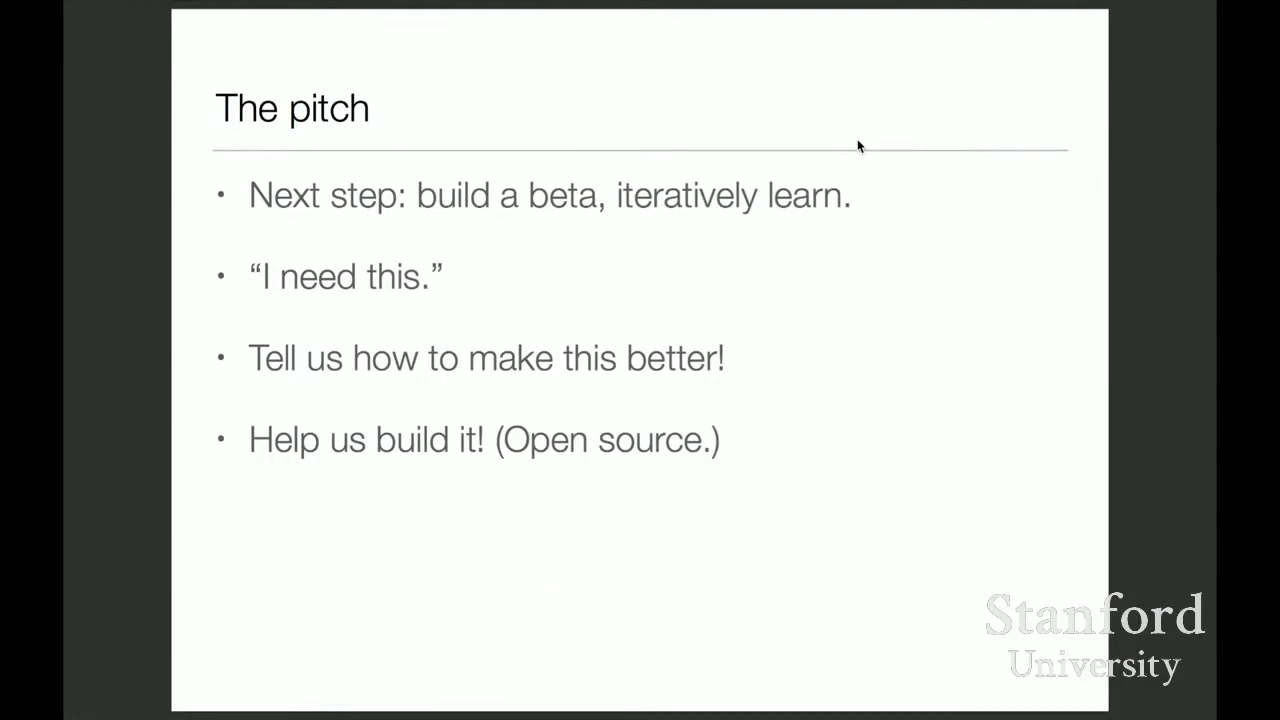 The pitch
• Next step: build a beta, iteratively learn.
• “I need this.”
• Tell us how to make this better!
• Help us build it! (Open source.)
Stanford
University